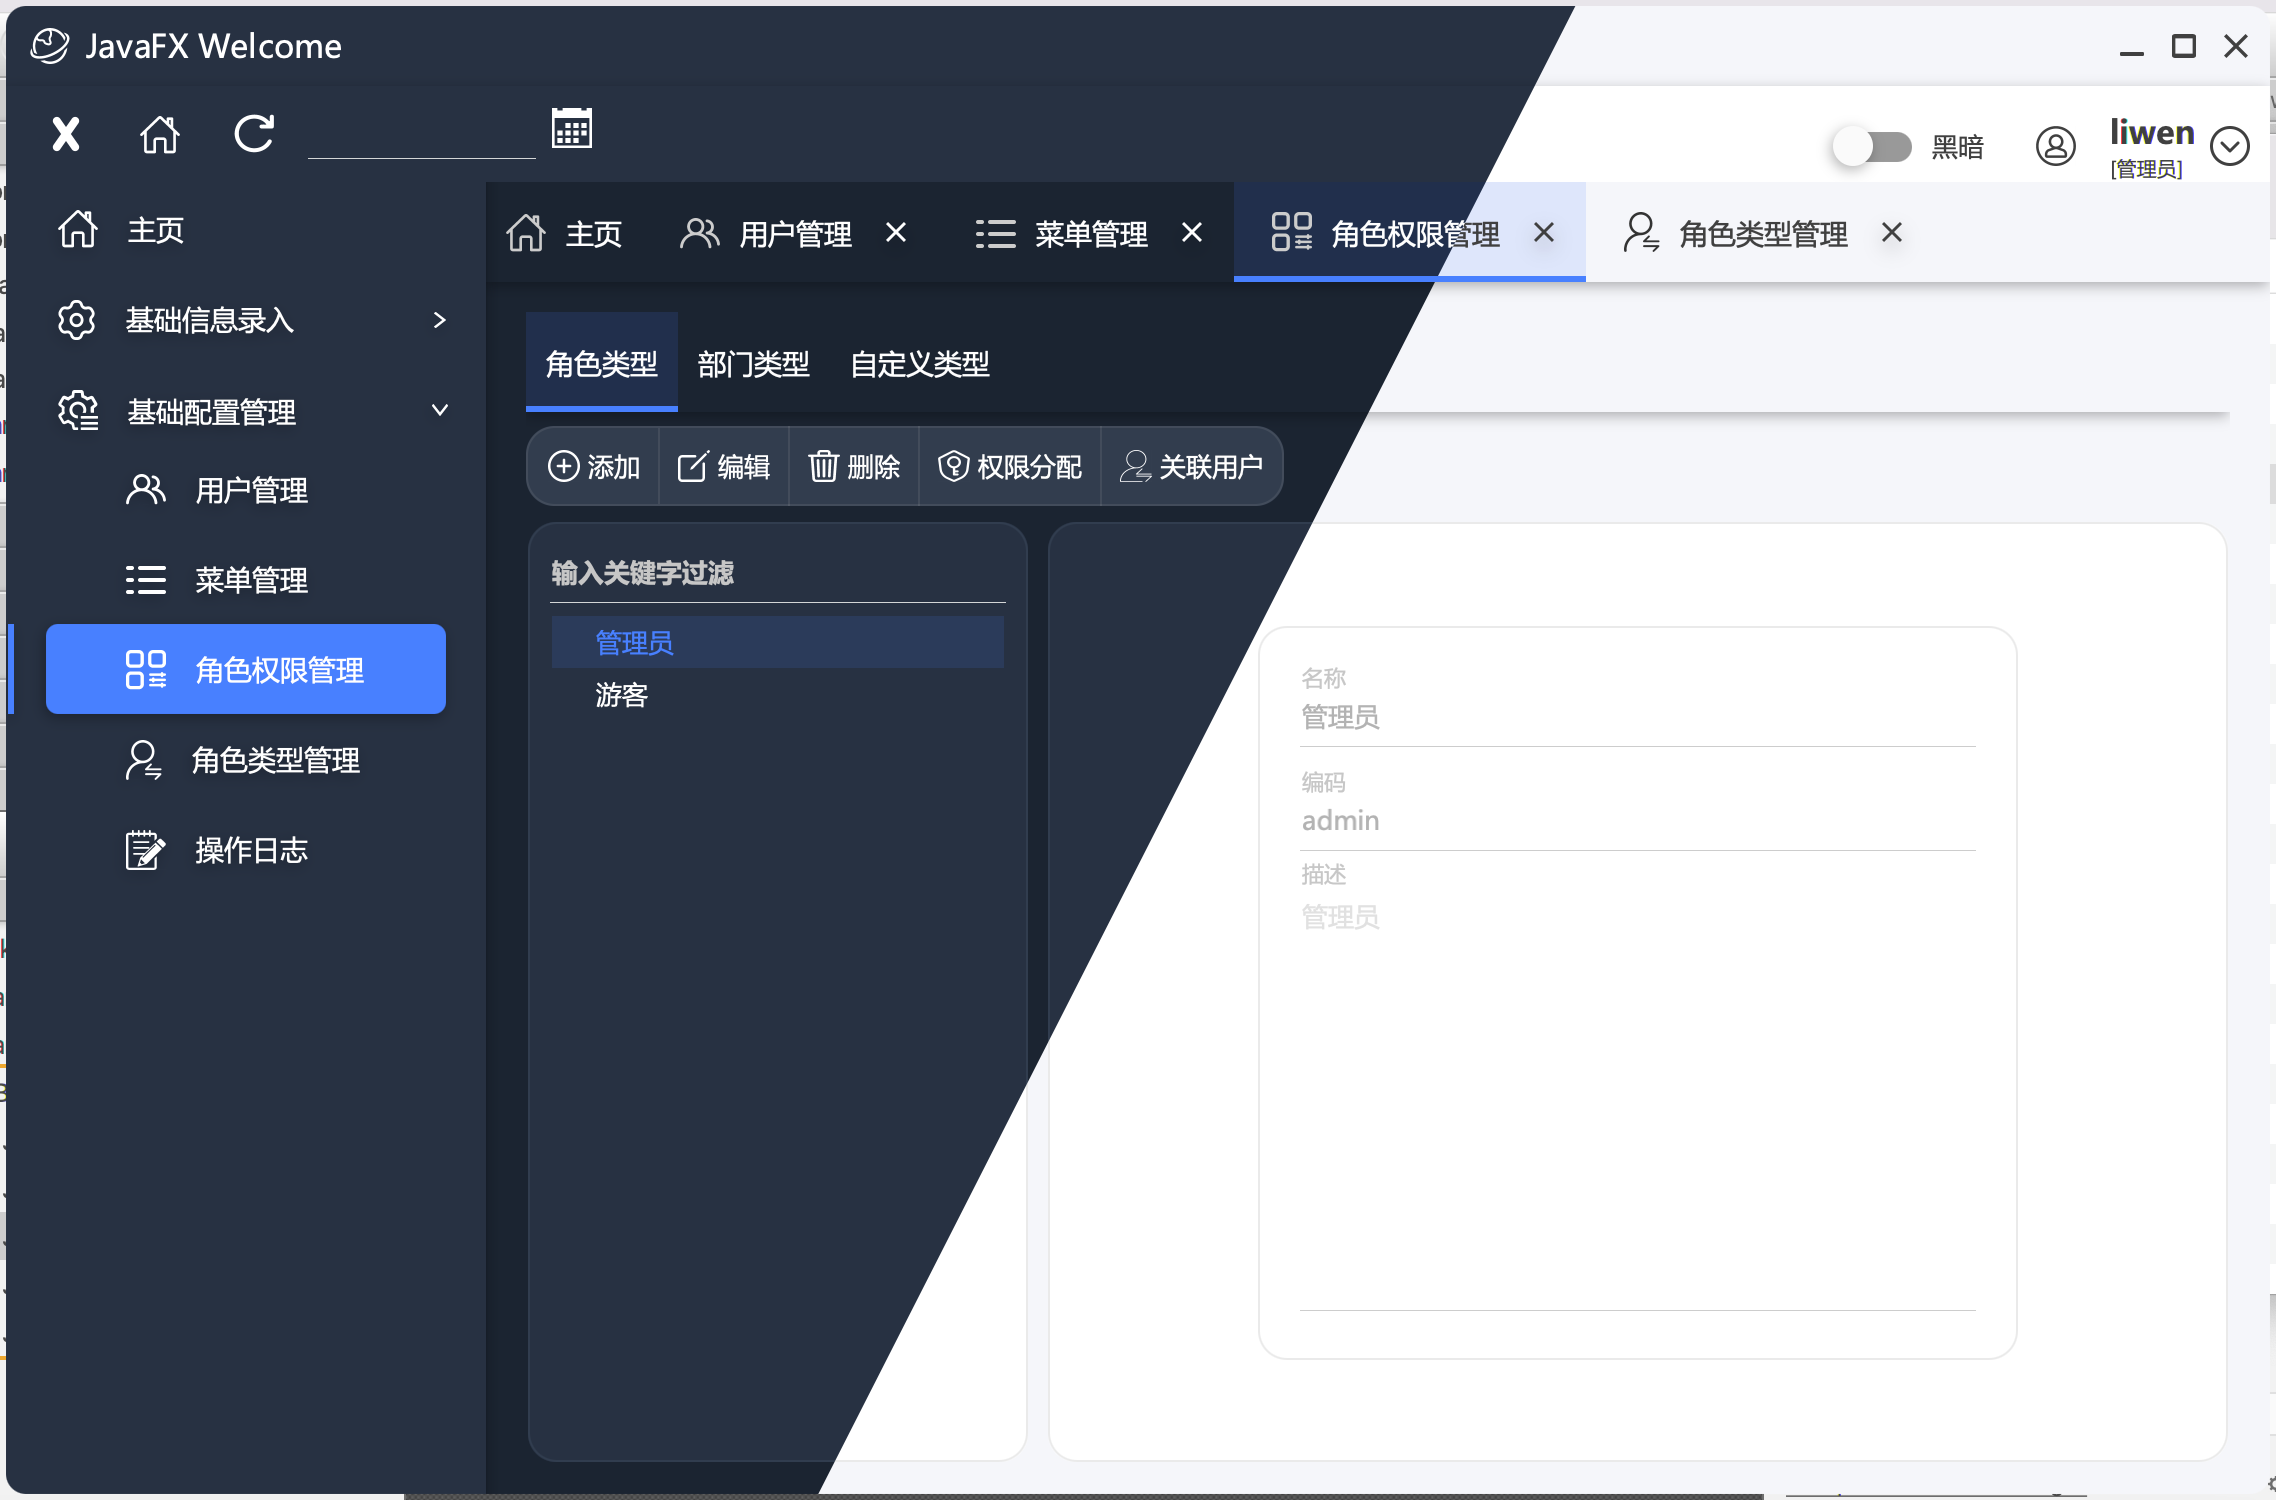 JavaFX Welcome
黑暗
liwen
[管理员]
主页
基础信息录入
基础配置管理
用户管理
菜单管理
角色权限管理
角色类型管理
操作日志
主页
用户管理
菜单管理
角色权限管理
角色类型管理
角色类型
部门类型
自定义类型
添加
编辑
删除
权限分配
关联用户
输入关键字过滤
管理员
游客
名称
管理员
编码
admin
描述
管理员